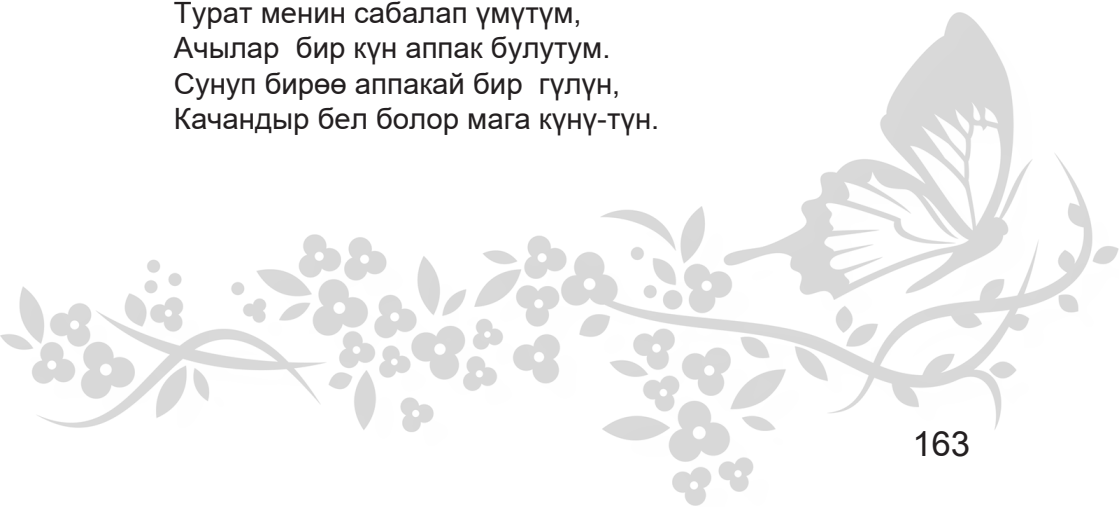 Турат менин сабалап үмүтүм,
Ачылар  бир күн аппак булутум.
Сунуп бирөө аппакай бир  гүлүн,
Качандыр бел болор мага күнү-түн.
163